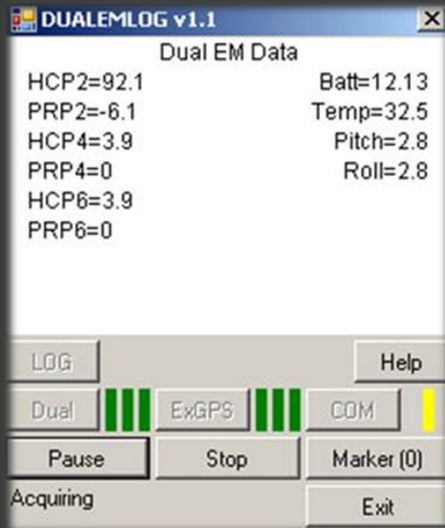 DUALEMLOG v1.1
Dual EM Data
HCP2=92.1 Batt=12.13
PRP2=-6.1 Temp=32.5
HCP4=3.9 Pitch=2.8
PRP4=0 Roll=2.8
HCP6=3.9
PRP6=0
LOG Help
Dual ExGPS COM
Pause Stop Marker (0)
Acquiring Exit